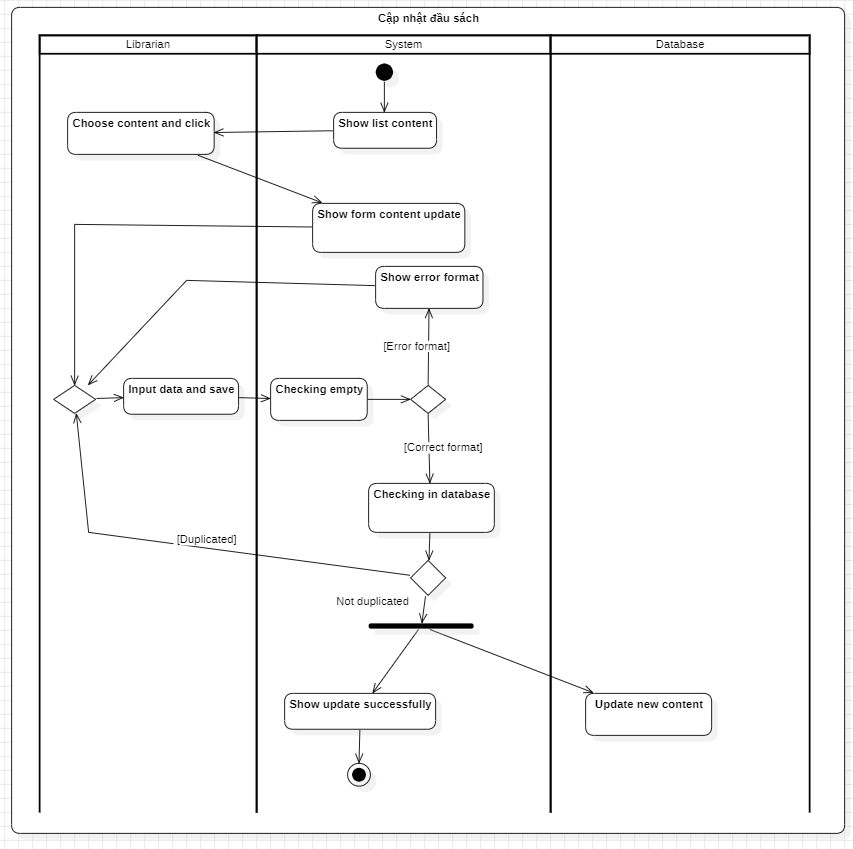 Cập nhật đầu sách
Librarian
System
Database
Choose content and click
Show list content
Show form content update
Show error format
[Error format]
Input data and save
Checking empty
[Correct format]
Checking in database
[Duplicated]
Not duplicated
Show update successfully
Update new content